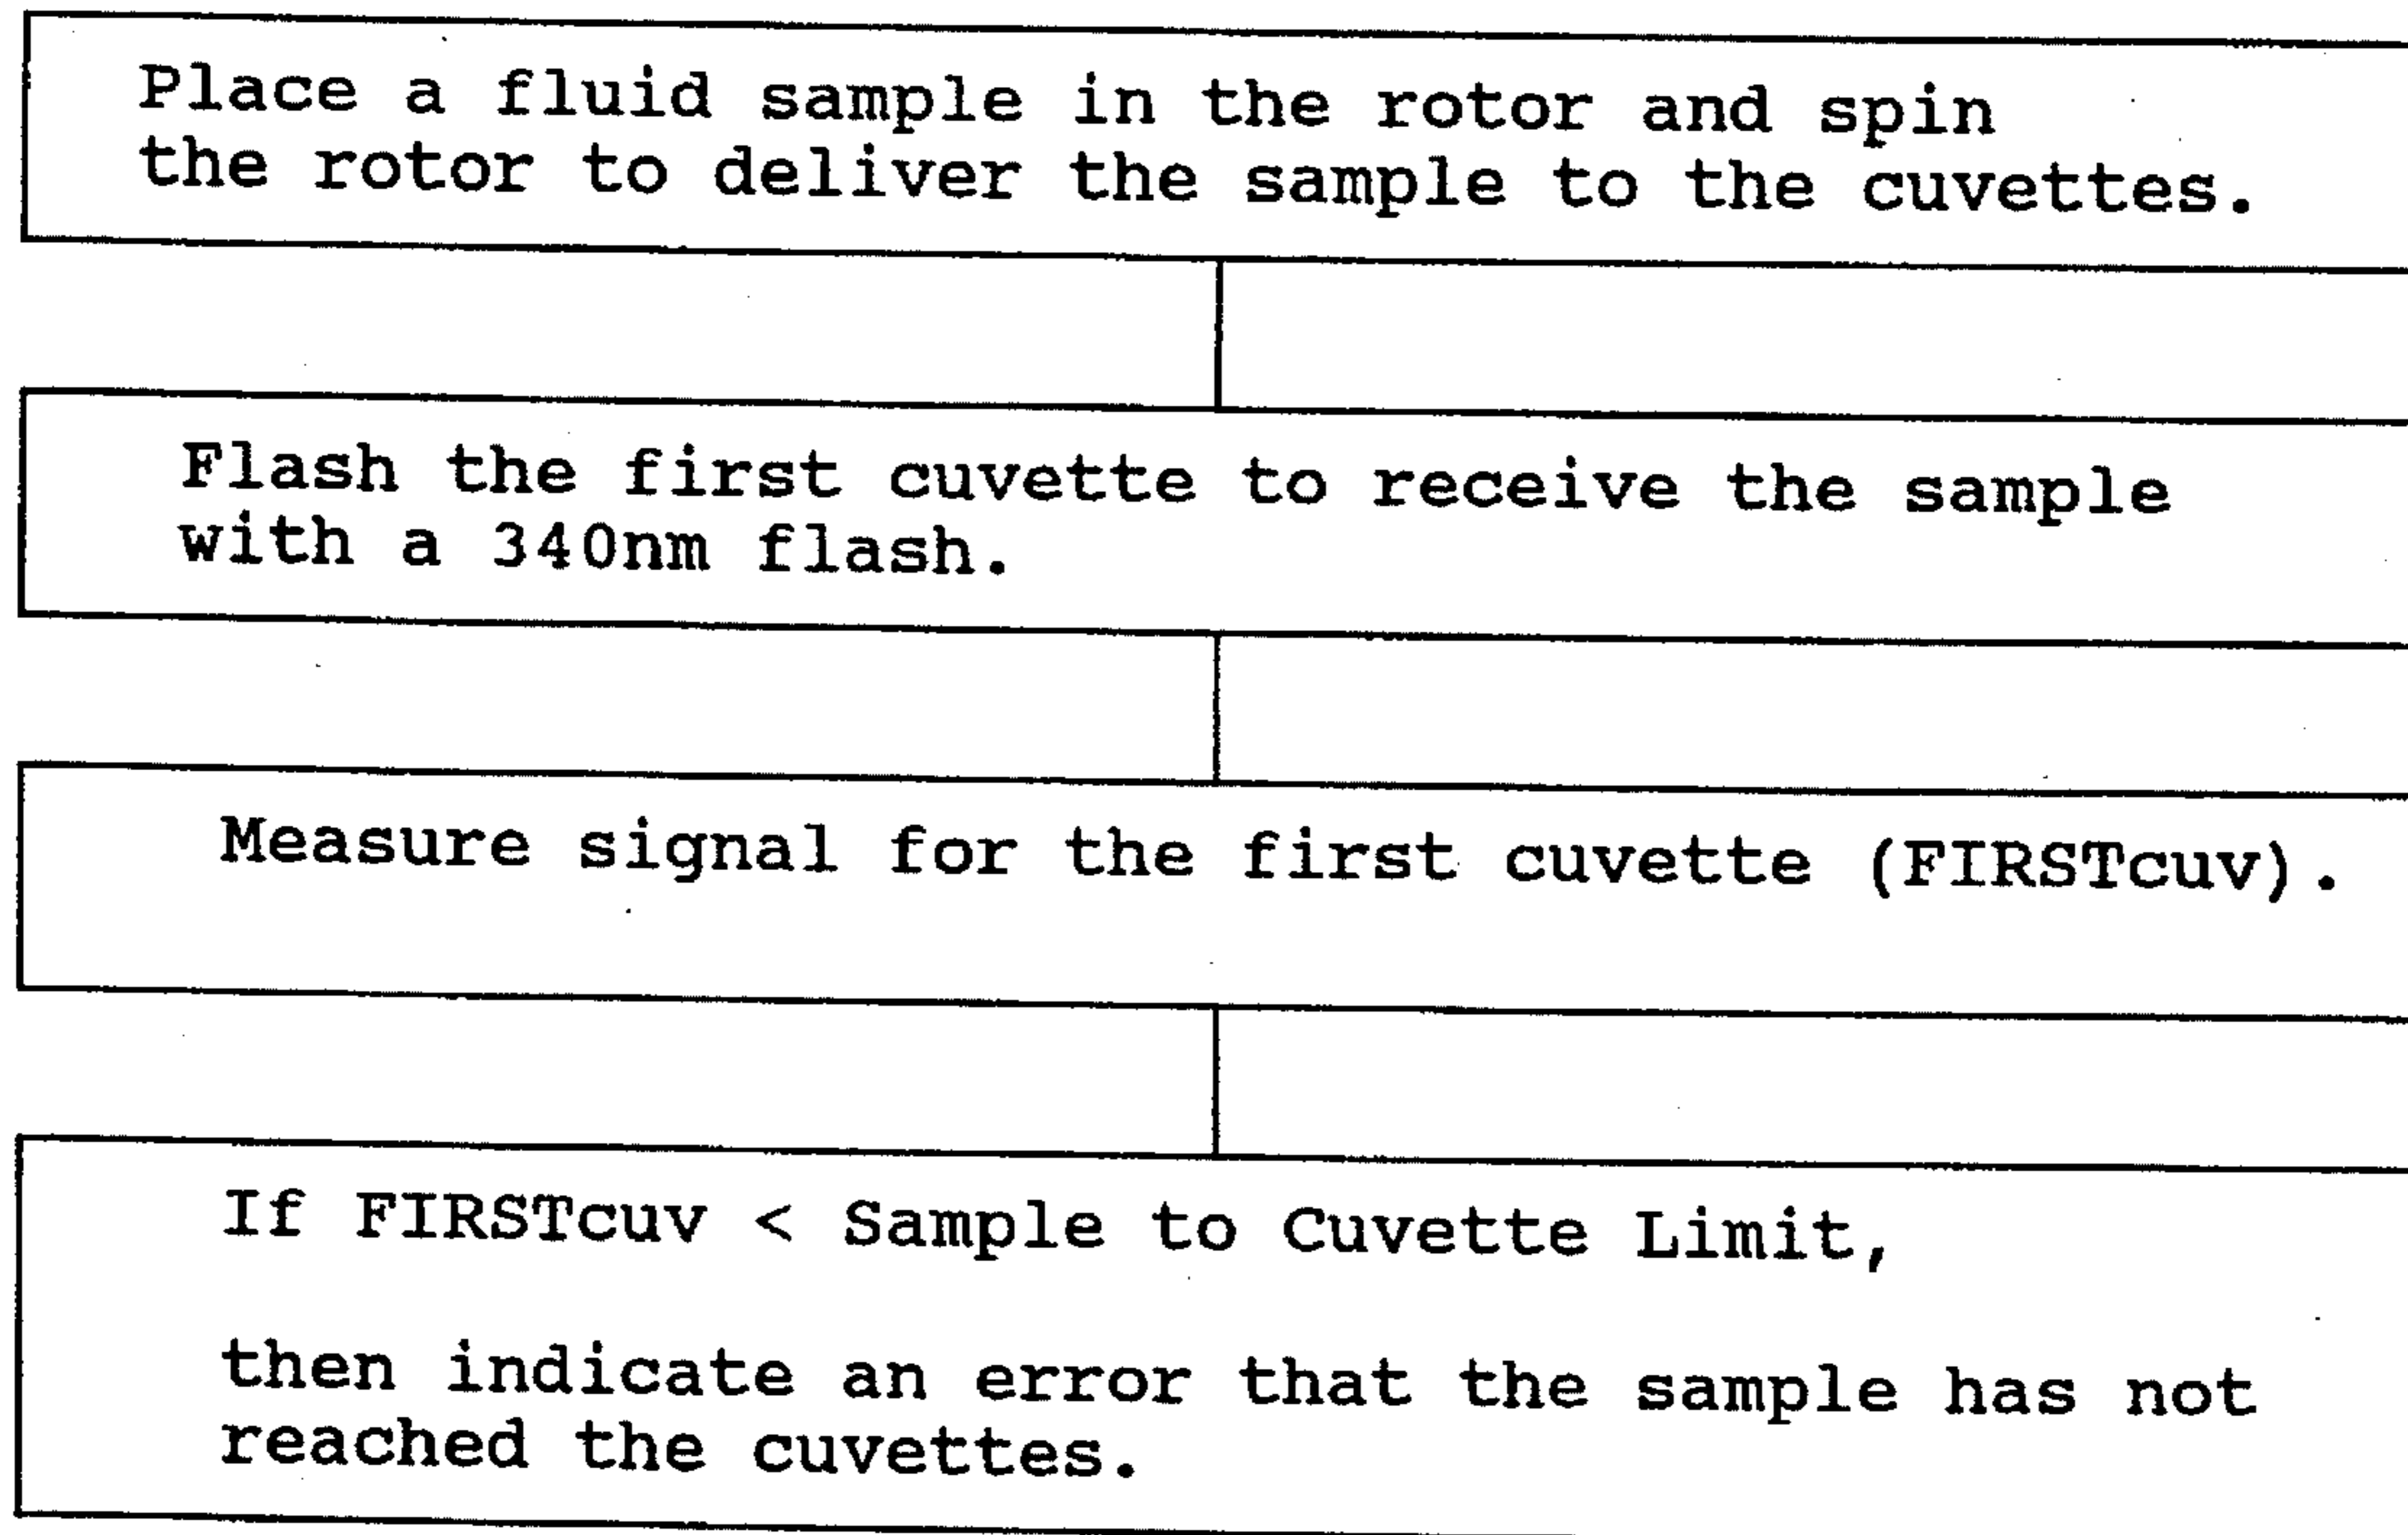 Place a fluid sample in the rotor and spin
the rotor to deliver the sample to the cuvettes.
Flash the first cuvette to receive the sample
with a 340nm flash.
Measure signal for the first cuvette (FIRSTcuv).
If FIRSTcuv < Sample to Cuvette Limit,
then indicate an error that the sample has not
reached the cuvettes.